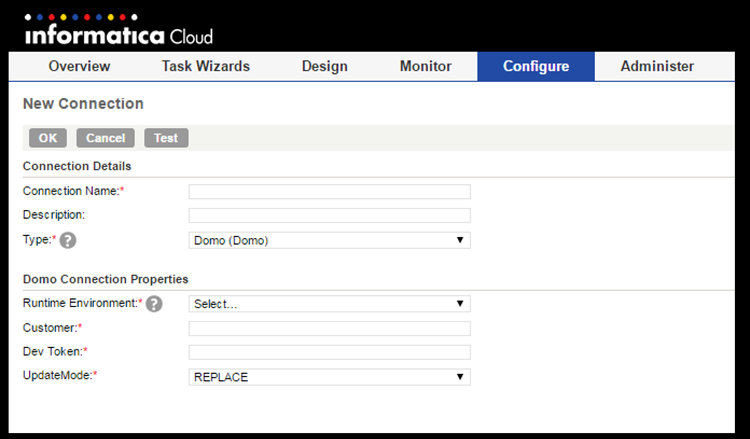 informatica Cloud
Overview Task Wizards Design Monitor Configure Administer
New Connection
OK Cancel Test
Connection Details
Connection Name:*
Description:
Type:* ? Domo (Domo)
Domo Connection Properties
Runtime Environment:* ? Select...
Customer:*
Dev Token:*
UpdateMode:* REPLACE